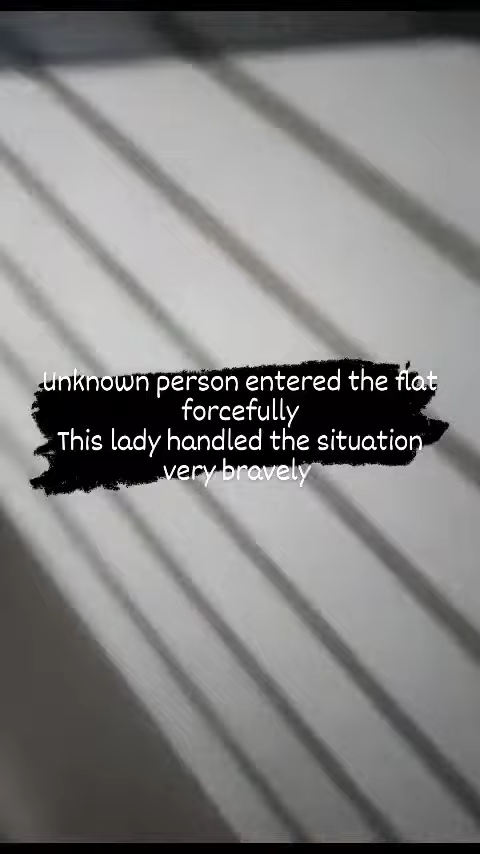 Unknown person entered the flat
forcefully
This lady handled the situation
very bravely